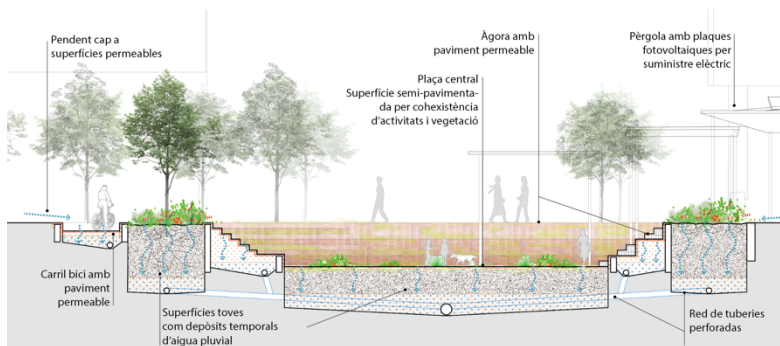 Pendent cap a
superfícies permeables
Àgora amb
paviment permeable
Pèrgola amb plaques
fotovoltaiques per
suministre elèctric
Plaça central
Superfície semi-pavimenta-
da per cohexistència
d'activitats i vegetació
Carril bici amb
paviment
permeable
Superfícies toves
com depòsits temporals
d'aigua pluvial
Red de tuberies
perforadas